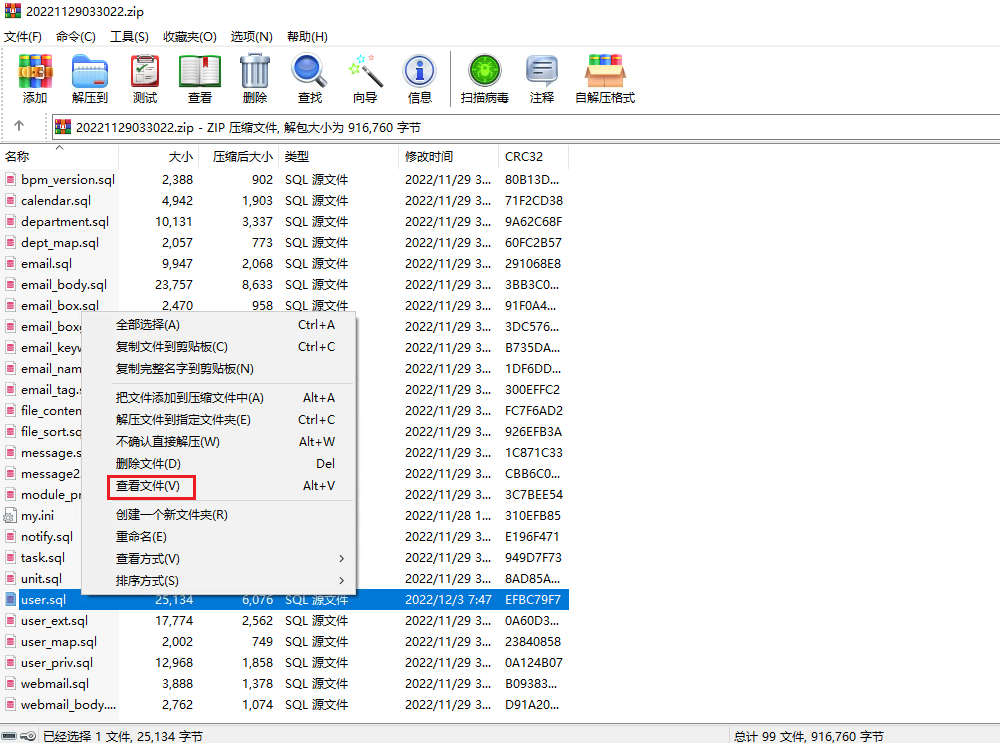 20221129033022.zip
文件(F) 命令(C) 工具(S) 收藏夹(O) 选项(N) 帮助(H)
添加 解压到 测试 查看 删除 查找 向导 信息 扫描病毒 注释 自解压格式
20221129033022.zip - ZIP 压缩文件, 解包大小为 916,760 字节
名称 大小 压缩后大小 类型 修改时间 CRC32
bpm_version.sql 2,388 902 SQL 源文件 2022/11/29 3... 80B13D...
calendar.sql 4,942 1,903 SQL 源文件 2022/11/29 3... 71F2CD38
department.sql 10,131 3,337 SQL 源文件 2022/11/29 3... 9A62C68F
dept_map.sql 2,057 773 SQL 源文件 2022/11/29 3... 60FC2B57
email.sql 9,947 2,068 SQL 源文件 2022/11/29 3... 291068E8
email_body.sql 23,757 8,633 SQL 源文件 2022/11/29 3... 3BB3C0...
email_box.sql 2,470 958 SQL 源文件 2022/11/29 3... 91F0A4...
email_box 2022/11/29 3... 3DC576...
email_key 2022/11/29 3... B735DA...
email_nam 2022/11/29 3... 1DF6DD...
email_tag.s 2022/11/29 3... 300EFFC2
file_conten 2022/11/29 3... FC7F6AD2
file_sort.sq 2022/11/29 3... 926EFB3A
message.s 2022/11/29 3... 1C871C33
message2 2022/11/29 3... CBB6C0...
module_pr 2022/11/29 3... 3C7BEE54
my.ini 2022/11/28 1... 310EFB85
notify.sql 2022/11/29 3... E196F471
task.sql 2022/11/29 3... 949D7F73
unit.sql 2022/11/29 3... 8AD85A...
user.sql 25,134 6,076 SQL 源文件 2022/12/3 7:47 EFBC79F7
user_ext.sql 17,774 2,562 SQL 源文件 2022/11/29 3... 0A60D3...
user_map.sql 2,002 749 SQL 源文件 2022/11/29 3... 23840858
user_priv.sql 12,968 1,858 SQL 源文件 2022/11/29 3... 0A124B07
webmail.sql 3,888 1,378 SQL 源文件 2022/11/29 3... B09383...
webmail_body.... 2,762 1,074 SQL 源文件 2022/11/29 3... D91A20...
全部选择(A) Ctrl+A
复制文件到剪贴板(C) Ctrl+C
复制完整名字到剪贴板(N)
把文件添加到压缩文件中(A) Alt+A
解压文件到指定文件夹(E) Ctrl+C
不确认直接解压(W) Alt+W
删除文件(D) Del
查看文件(V) Alt+V
创建一个新文件夹(R)
重命名(E)
查看方式(V)
排序方式(S)
已经选择 1 文件, 25,134 字节
总计 99 文件, 916,760 字节